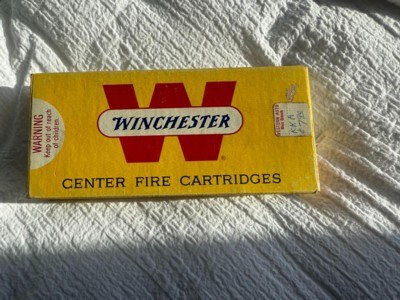 WARNING
Keep out of reach
of children.
WINCHESTER
®
CENTER FIRE CARTRIDGES